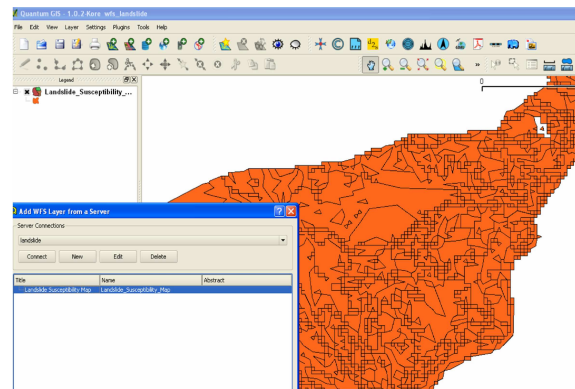 Quantum GIS - 1.0.2-Kore wfs_landslide
File Edit View Layer Settings Plugins Tools Help
Legend
Landslide_Susceptibility_...
0
4
Add WFS Layer from a Server
Server Connections
landslide
Connect New Edit Delete
Title Name Abstract
Landslide Susceptibility Map Landslide_Susceptibility_Map